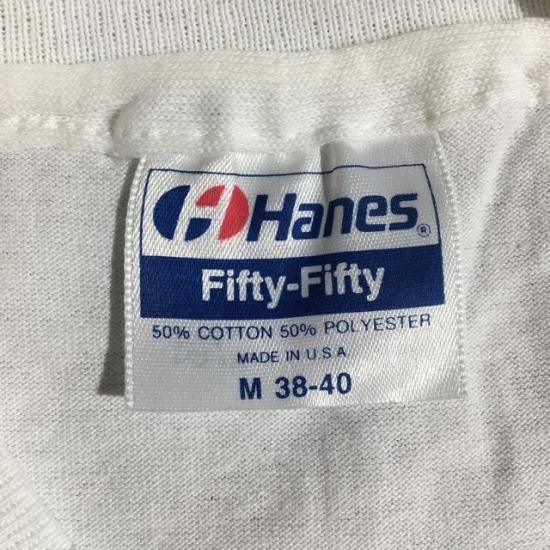 Hanes®
Fifty-Fifty
50% COTTON 50% POLYESTER
MADE IN U.S.A.
M 38-40